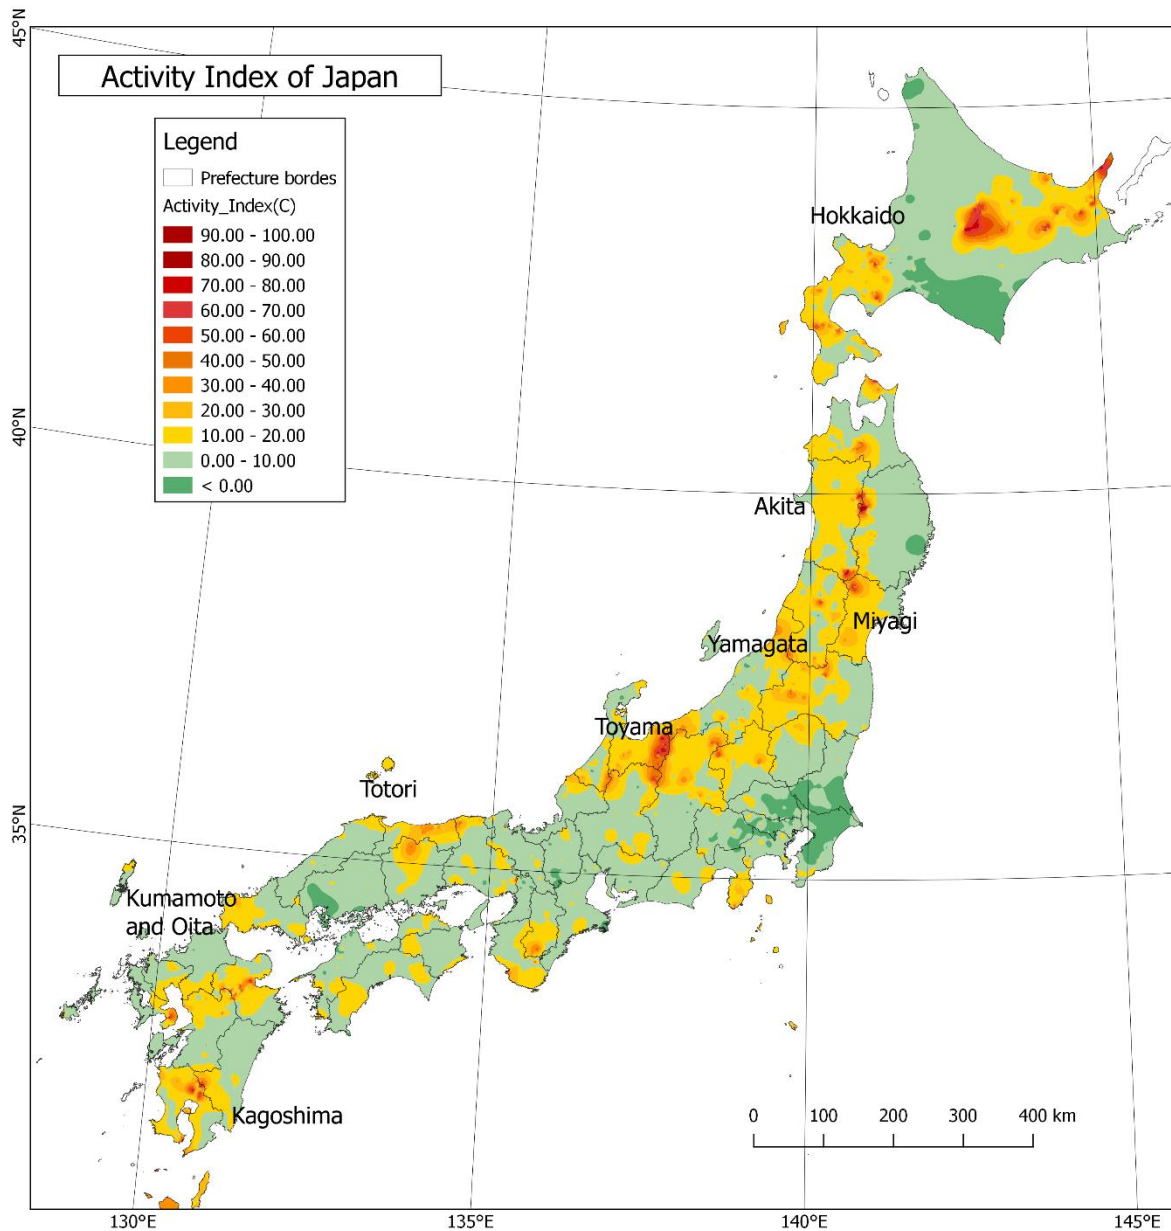 Activity Index of Japan
Legend
Prefecture bordes
Activity_Index(C)
90.00 - 100.00
80.00 - 90.00
70.00 - 80.00
60.00 - 70.00
50.00 - 60.00
40.00 - 50.00
30.00 - 40.00
20.00 - 30.00
10.00 - 20.00
0.00 - 10.00
< 0.00
45°N
40°N
35°N
Hokkaido
Akita
Miyagi
Yamagata
Toyama
Totori
Kumamoto
and Oita
Kagoshima
0 100 200 300 400 km
130°E 135°E 140°E 145°E